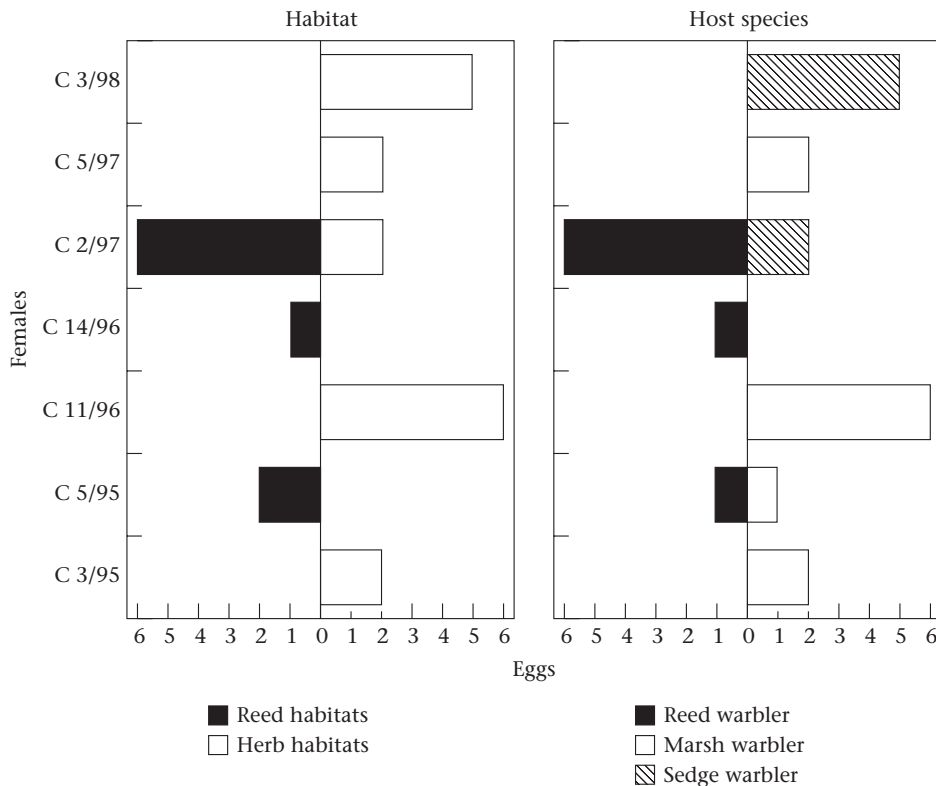 Habitat
Host species
C 3/98
C 5/97
C 2/97
C 14/96
C 11/96
C 5/95
C 3/95
Females
6 5 4 3 2 1 0 1 2 3 4 5 6
6 5 4 3 2 1 0 1 2 3 4 5 6
Eggs
Reed habitats
Herb habitats
Reed warbler
Marsh warbler
Sedge warbler